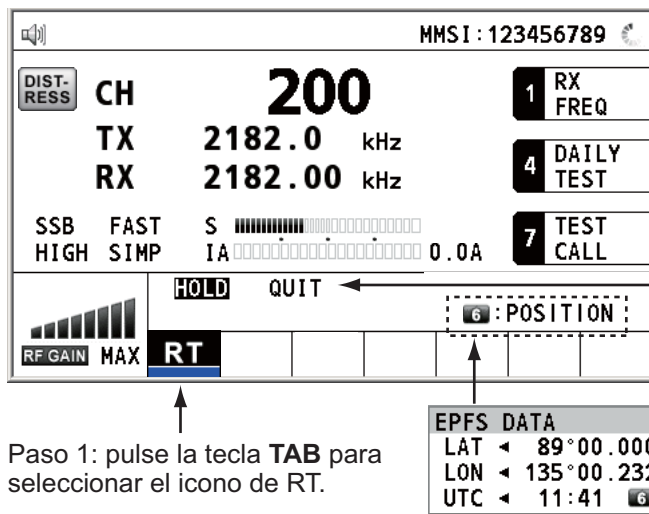 MMSI:123456789
DIST-
RESS
CH 200
1 RX
FREQ
TX 2182.0 kHz
RX 2182.00 kHz
4 DAILY
TEST
SSB FAST S
HIGH SIMP IA 0.0A
7 TEST
CALL
HOLD QUIT
6:POSITION
RF GAIN MAX RT
EPFS DATA
LAT ◄ 89°00.000
LON ◄ 135°00.232
UTC ◄ 11:41 6
Paso 1: pulse la tecla TAB para
seleccionar el icono de RT.